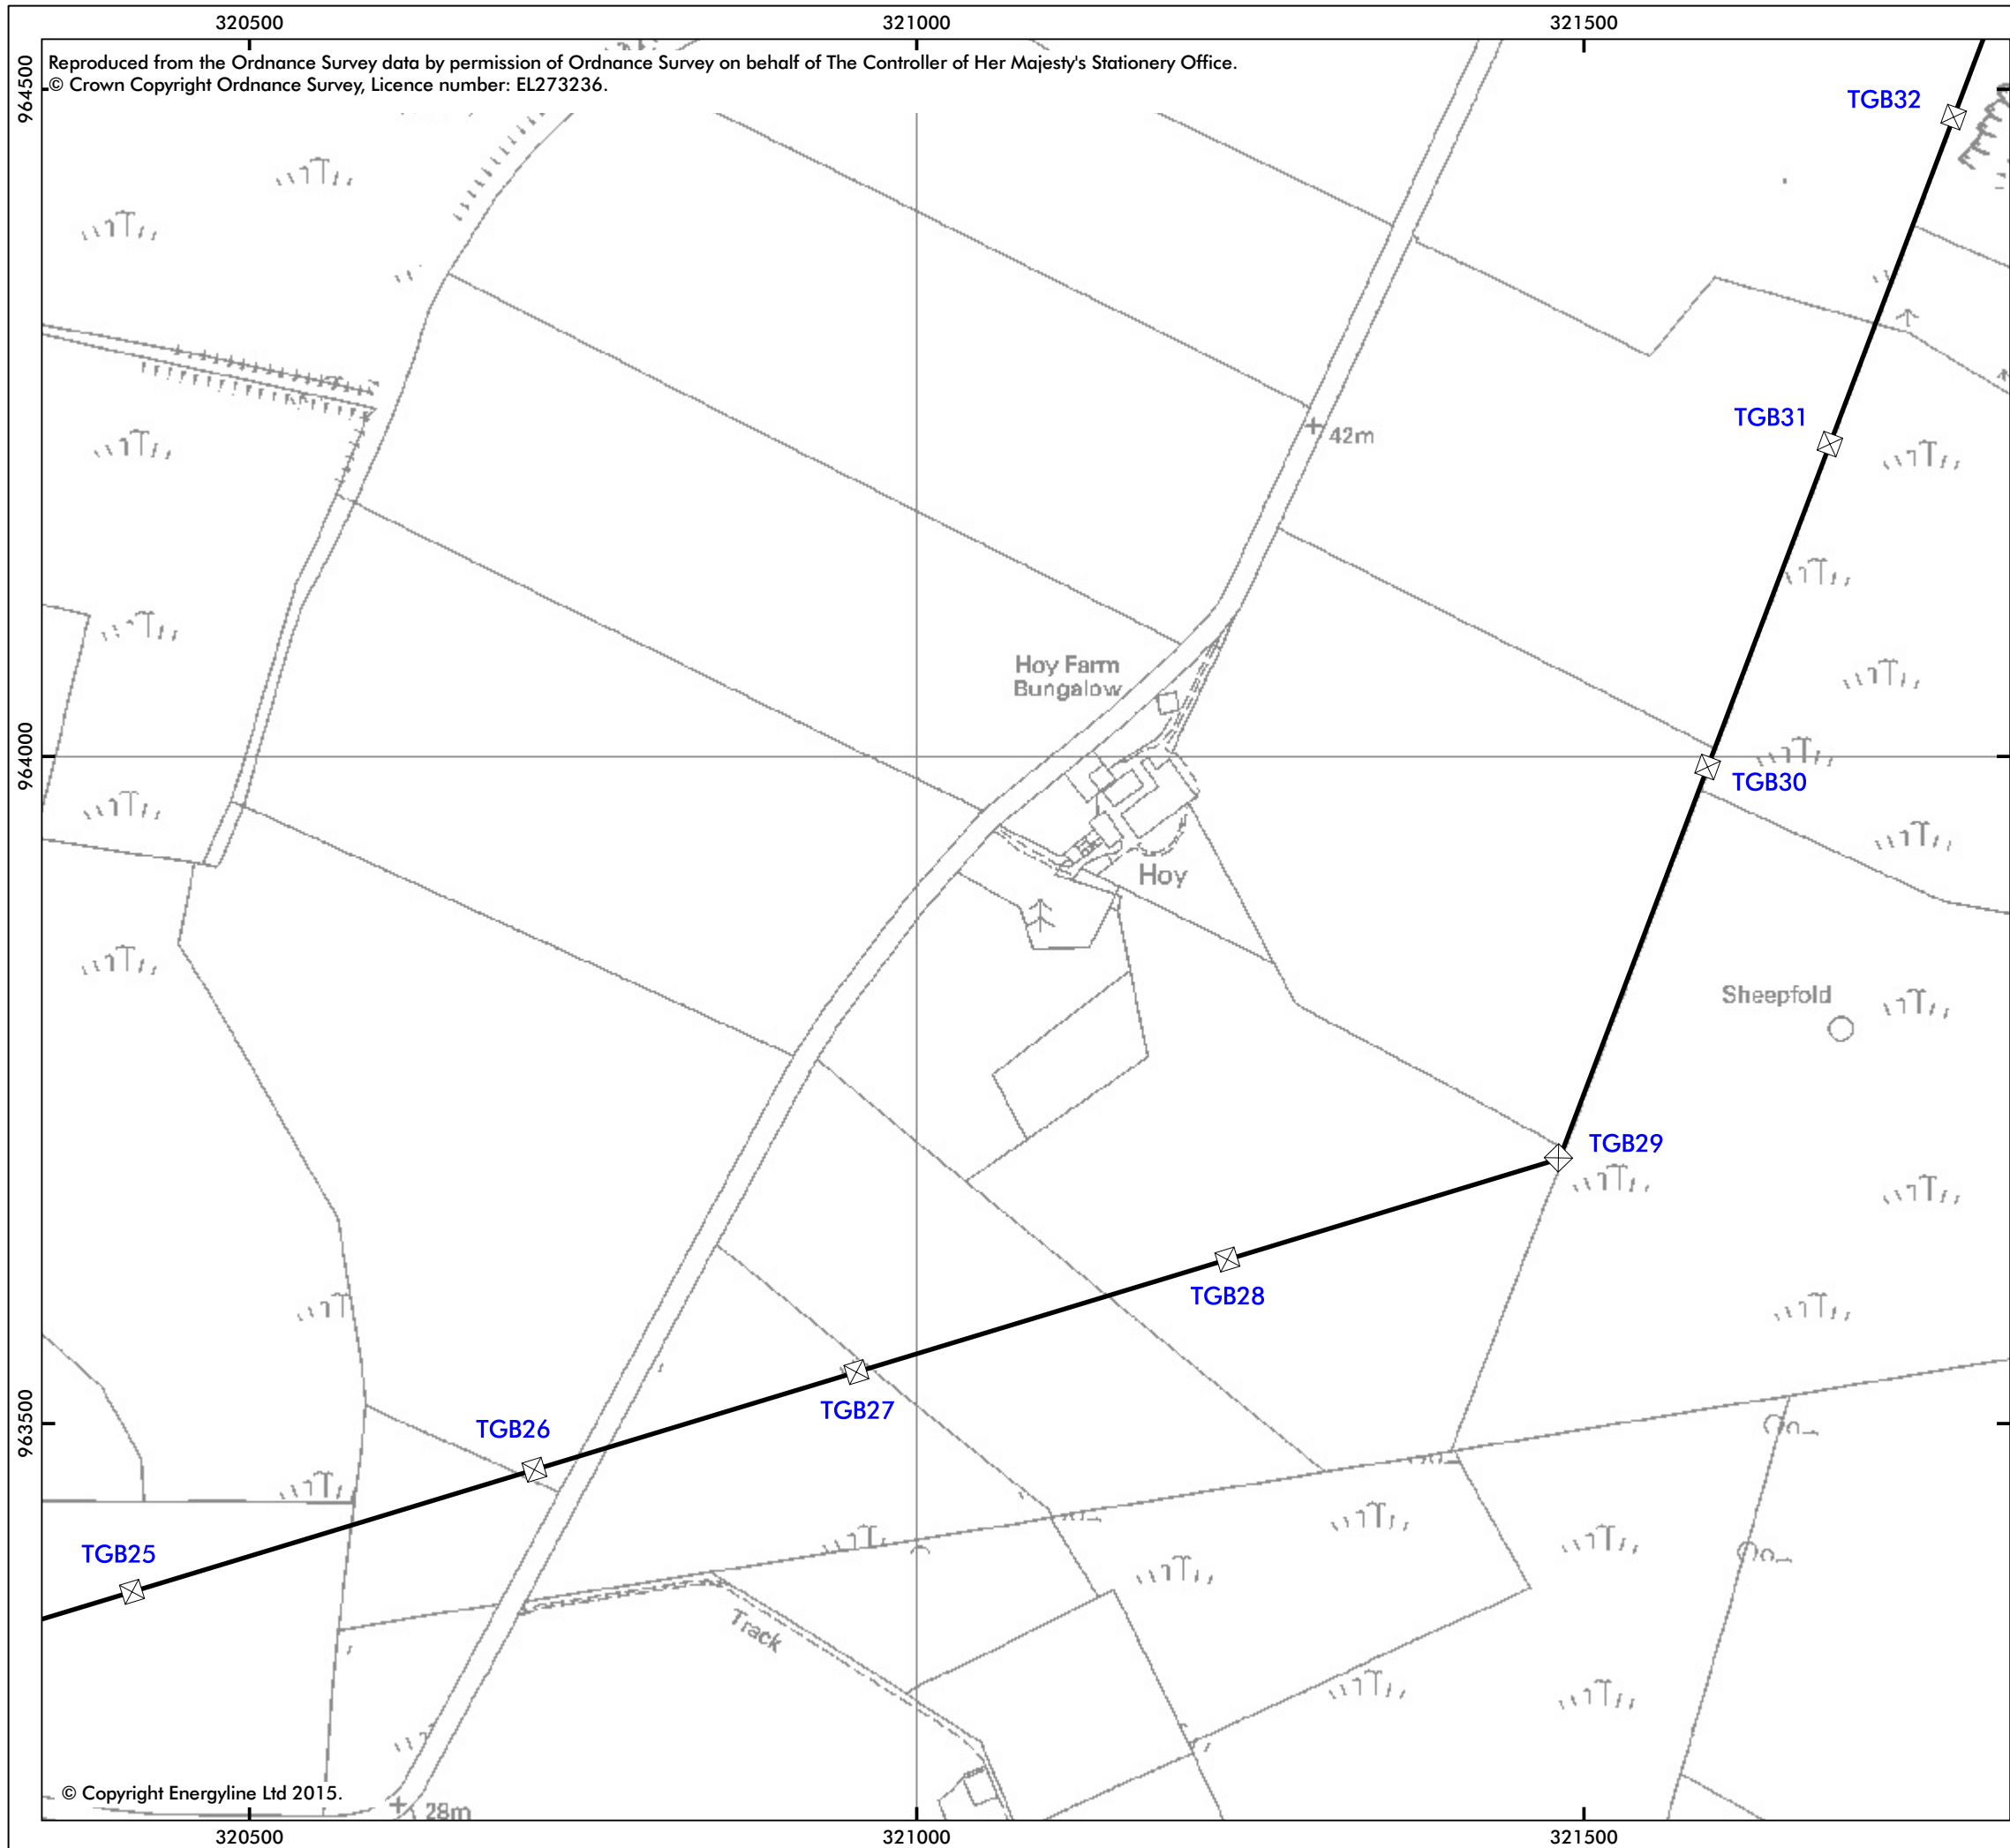 320500
321000
321500
Reproduced from the Ordnance Survey data by permission of Ordnance Survey on behalf of The Controller of Her Majesty's Stationery Office.
© Crown Copyright Ordnance Survey, Licence number: EL273236.
964500
TGB32
TGB31
42m
Hoy Farm
Bungalow
964000
TGB30
Hoy
Sheepfold
TGB29
TGB28
TGB27
963500
TGB26
TGB25
Track
© Copyright Energyline Ltd 2015.
28m
320500
321000
321500